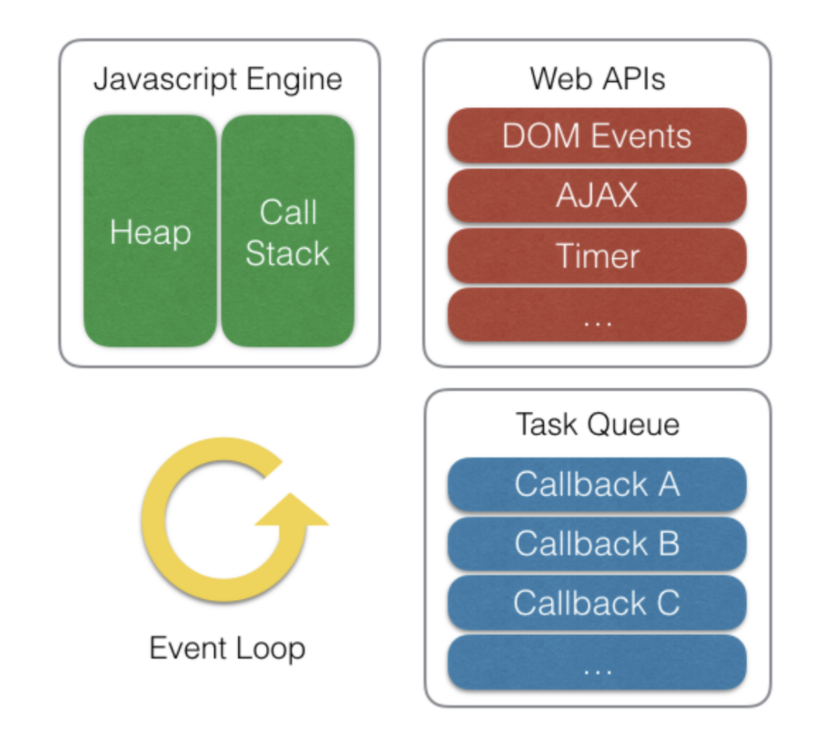 Javascript Engine
Heap
Call
Stack
Web APIs
DOM Events
AJAX
Timer
...
Event Loop
Task Queue
Callback A
Callback B
Callback C
...